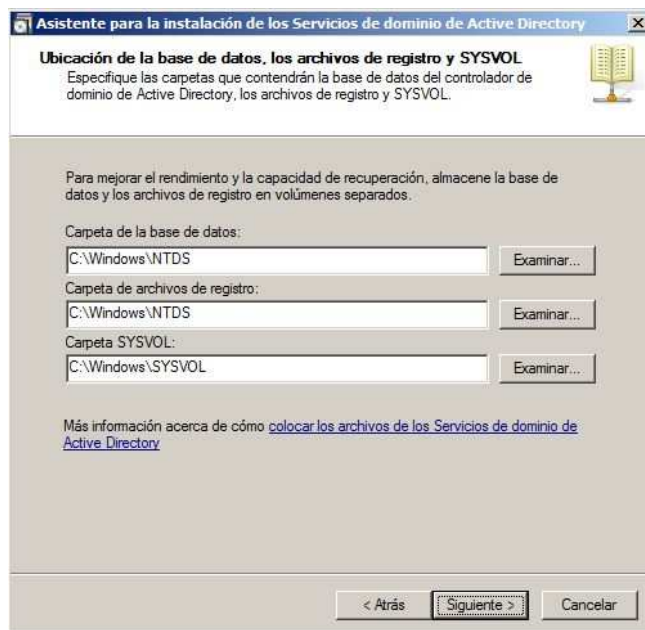 Asistente para la instalación de los Servicios de dominio de Active Directory
Ubicación de la base de datos, los archivos de registro y SYSVOL
Especifique las carpetas que contendrán la base de datos del controlador de
dominio de Active Directory, los archivos de registro y SYSVOL.
Para mejorar el rendimiento y la capacidad de recuperación, almacene la base de
datos y los archivos de registro en volúmenes separados.
Carpeta de la base de datos:
C:\Windows\NTDS
Examinar...
Carpeta de archivos de registro:
C:\Windows\NTDS
Examinar...
Carpeta SYSVOL:
C:\Windows\SYSVOL
Examinar...
Más información acerca de cómo colocar los archivos de los Servicios de dominio de
Active Directory
< Atrás Siguiente > Cancelar